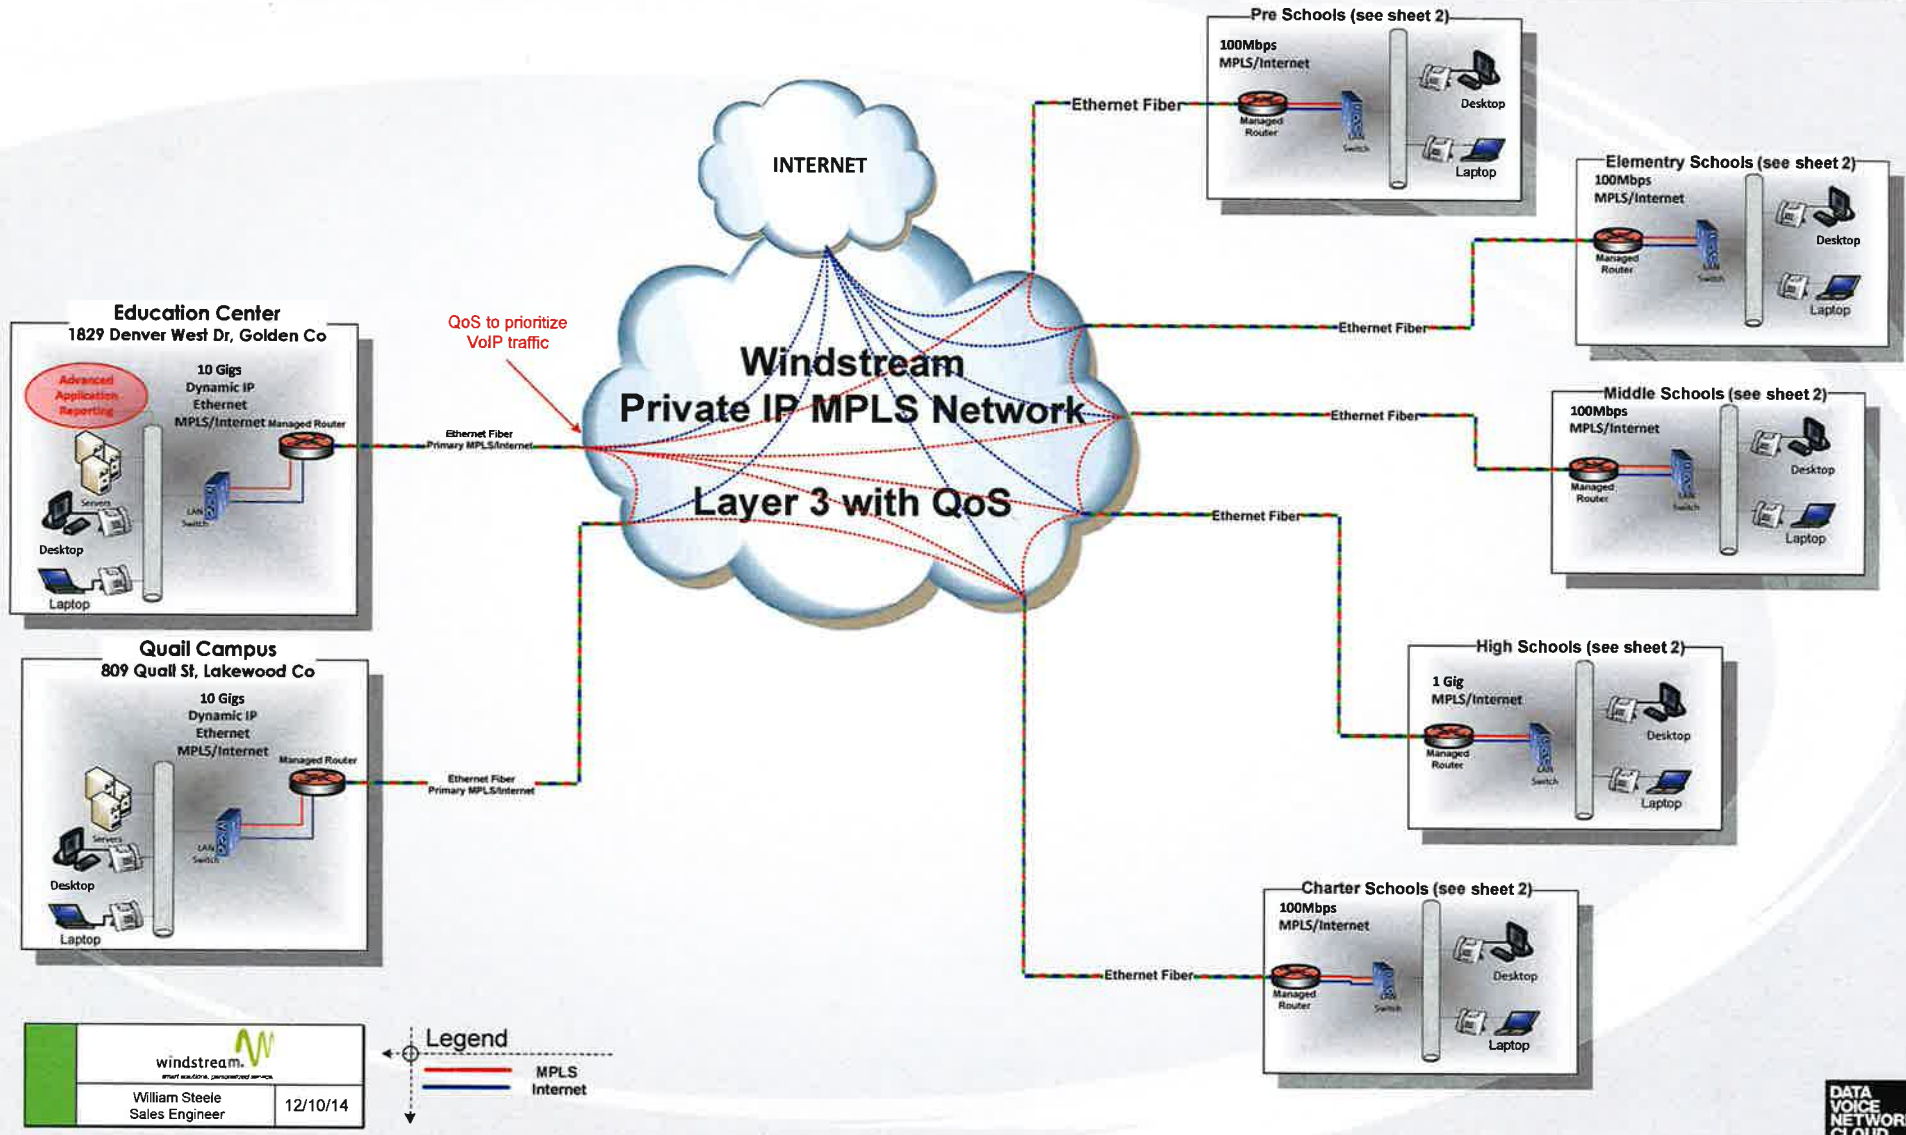 Pre Schools (see sheet 2)
100Mbps
MPLS/Internet
Ethernet Fiber
Managed
Router
LAN
Switch
Desktop
Laptop
INTERNET
Elementry Schools (see sheet 2)
100Mbps
MPLS/Internet
Managed
Router
LAN
Switch
Desktop
Laptop
Ethernet Fiber
Education Center
1829 Denver West Dr, Golden Co
Advanced
Application
Reporting
10 Gigs
Dynamic IP
Ethernet
MPLS/Internet
Managed Router
Servers
LAN
Switch
Desktop
Laptop
Ethernet Fiber
Primary MPLS/Internet
QoS to prioritize
VoIP traffic
Windstream
Private IP MPLS Network
Layer 3 with QoS
Middle Schools (see sheet 2)
100Mbps
MPLS/Internet
Ethernet Fiber
Managed
Router
LAN
Switch
Desktop
Laptop
Quail Campus
809 Quail St, Lakewood Co
10 Gigs
Dynamic IP
Ethernet
MPLS/Internet
Managed Router
Servers
LAN
Switch
Desktop
Laptop
Ethernet Fiber
Primary MPLS/Internet
Ethernet Fiber
High Schools (see sheet 2)
1 Gig
MPLS/Internet
Managed
Router
LAN
Switch
Desktop
Laptop
Charter Schools (see sheet 2)
100Mbps
MPLS/Internet
Ethernet Fiber
Managed
Router
LAN
Switch
Desktop
Laptop
windstream.
smart solutions. personalized service.
William Steele
Sales Engineer
12/10/14
Legend
MPLS
Internet
DATA
VOICE
NETWORK
CLOUD